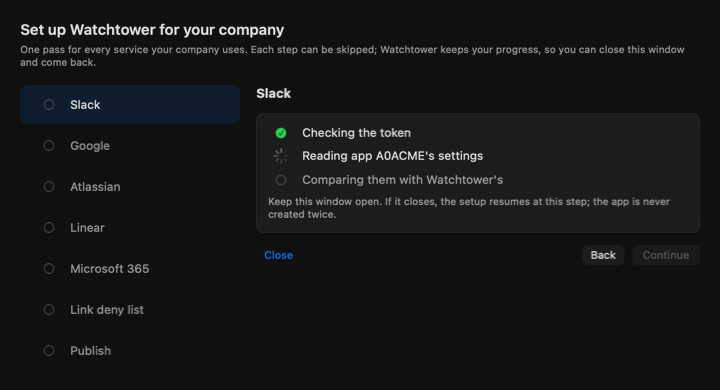 Set up Watchtower for your company
One pass for every service your company uses. Each step can be skipped; Watchtower keeps your progress, so you can close this window
and come back.
Slack
Google
Atlassian
Linear
Microsoft 365
Link deny list
Publish
Slack
Checking the token
Reading app A0ACME's settings
Comparing them with Watchtower's
Keep this window open. If it closes, the setup resumes at this step; the app is never
created twice.
Close
Back
Continue